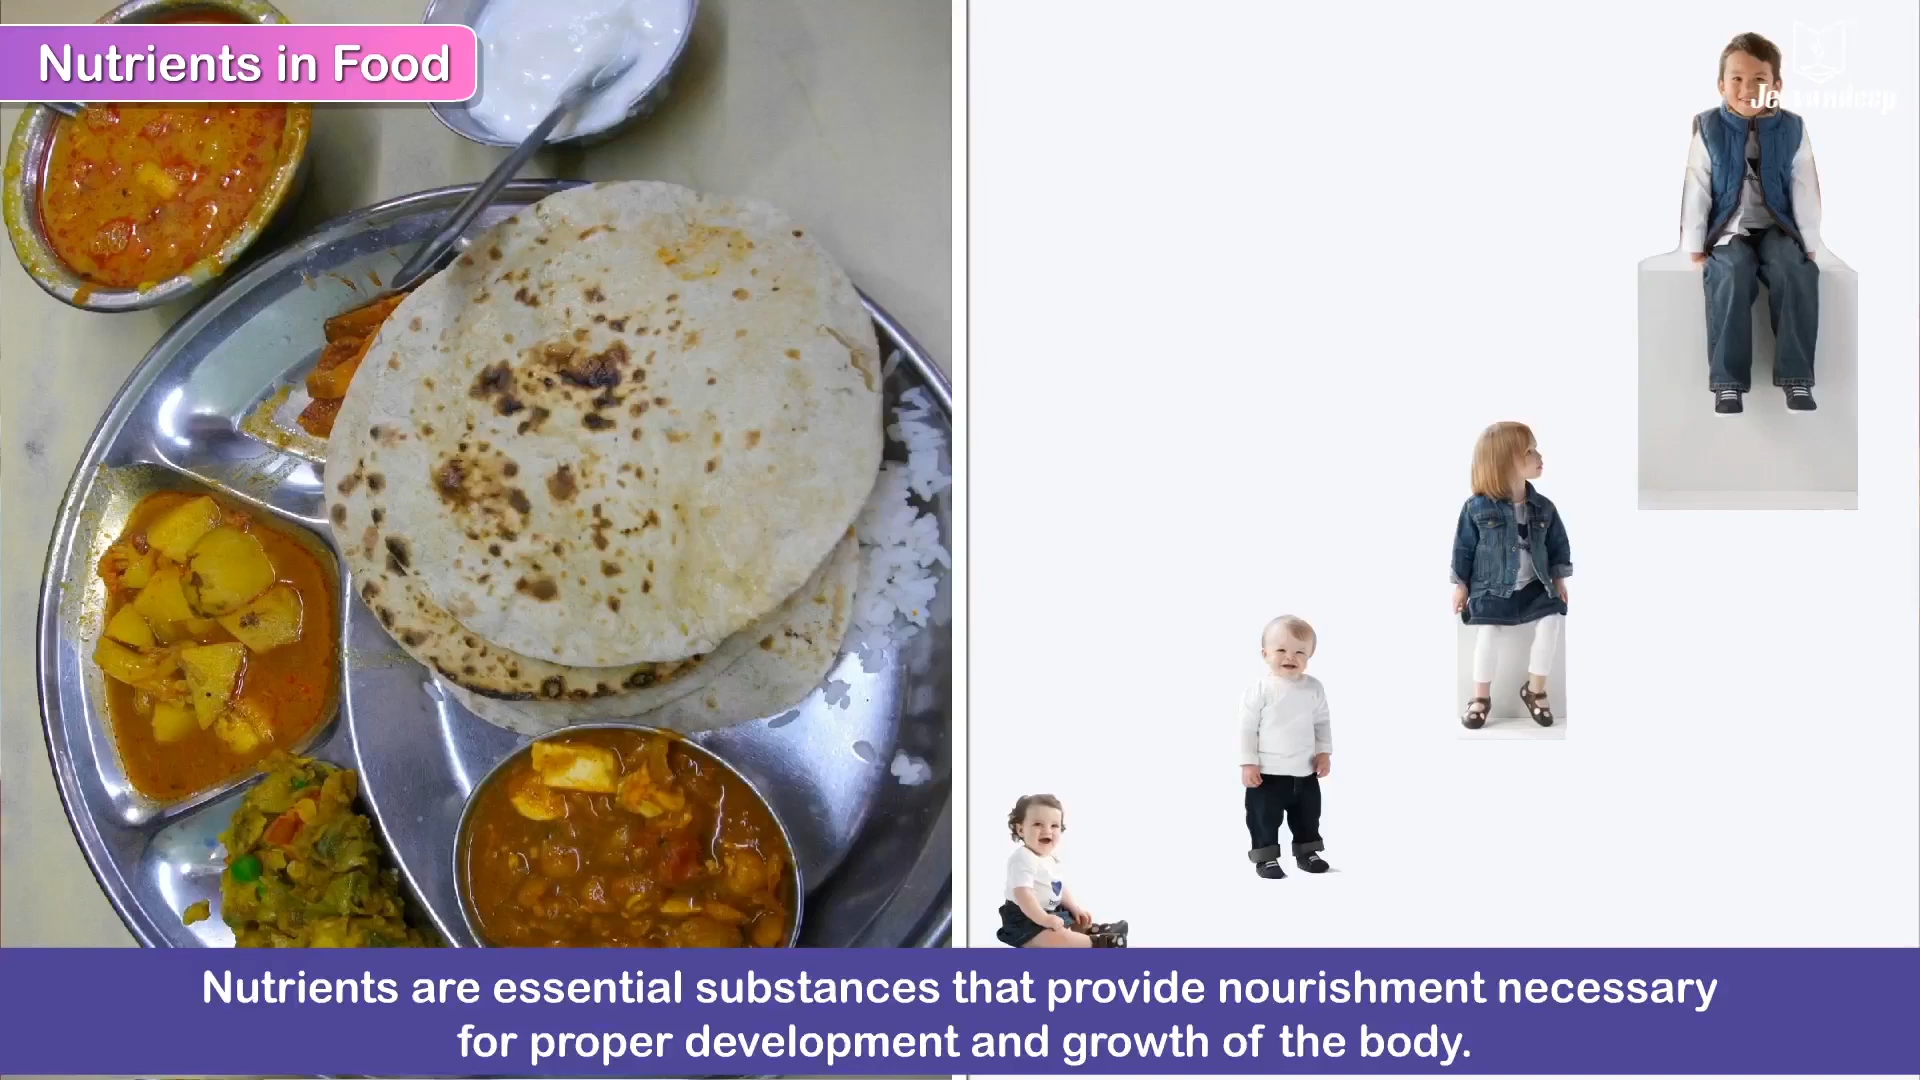 Nutrients in Food
Jeevandeep
Nutrients are essential substances that provide nourishment necessary
for proper development and growth of the body.